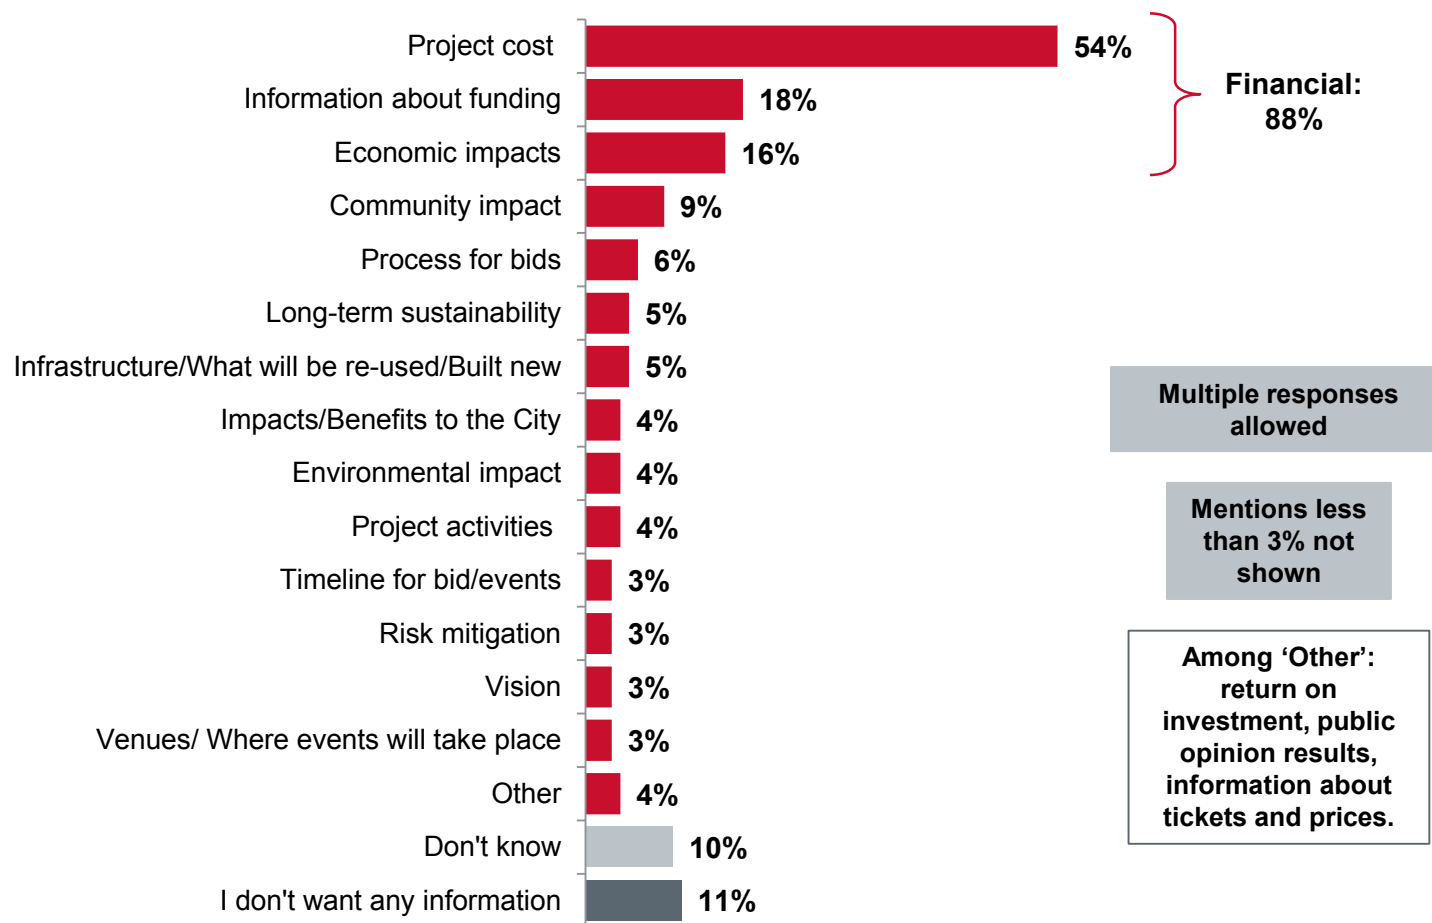 Project cost 54%
Information about funding 18%
Economic impacts 16%
Financial:
88%
Community impact 9%
Process for bids 6%
Long-term sustainability 5%
Infrastructure/What will be re-used/Built new 5%
Impacts/Benefits to the City 4%
Environmental impact 4%
Project activities 4%
Timeline for bid/events 3%
Risk mitigation 3%
Vision 3%
Venues/ Where events will take place 3%
Other 4%
Don't know 10%
I don't want any information 11%
Multiple responses
allowed
Mentions less
than 3% not
shown
Among ‘Other’:
return on
investment, public
opinion results,
information about
tickets and prices.